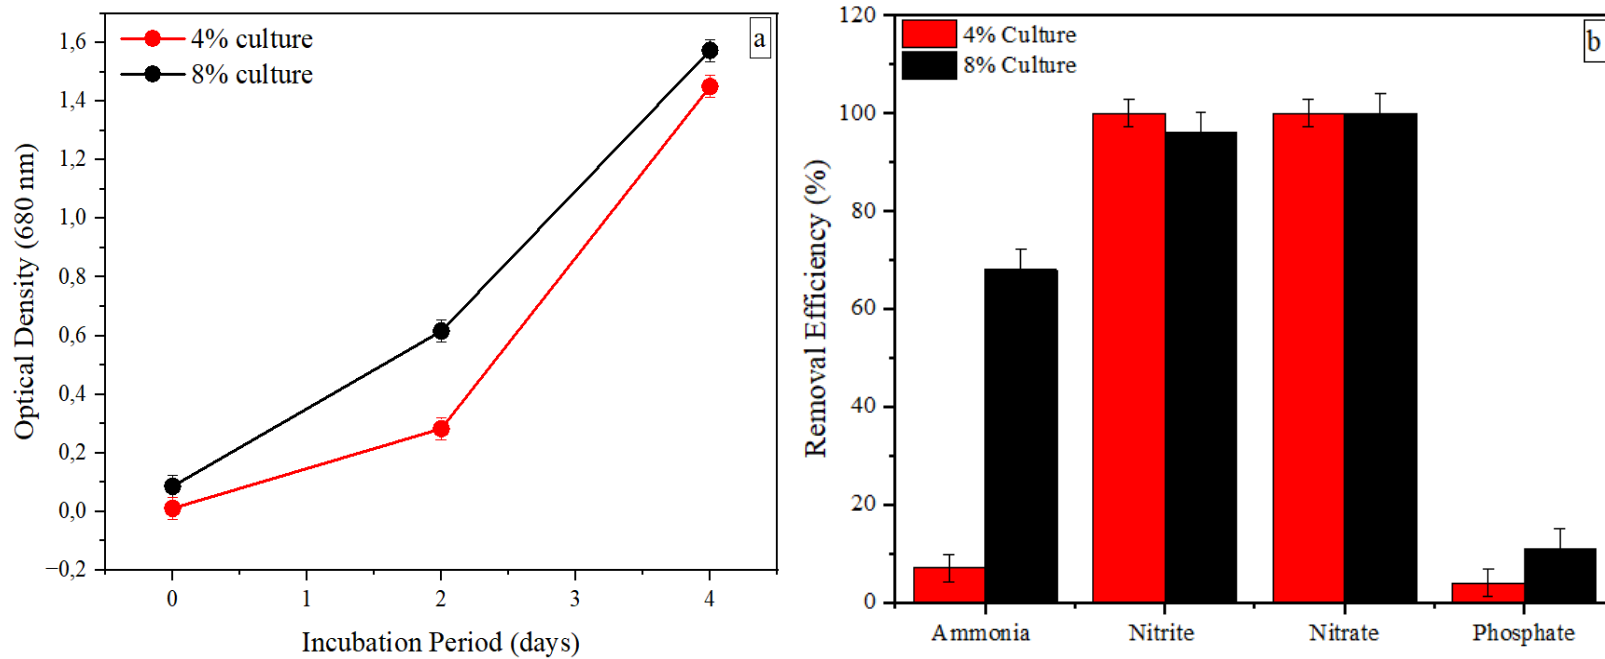 4% culture
8% culture
a
1,6
1,4
1,2
1,0
0,8
0,6
0,4
0,2
0,0
−0,2
0
1
2
3
4
Optical Density (680 nm)
Incubation Period (days)
4% Culture
8% Culture
b
120
100
80
60
40
20
0
Removal Efficiency (%)
Ammonia
Nitrite
Nitrate
Phosphate